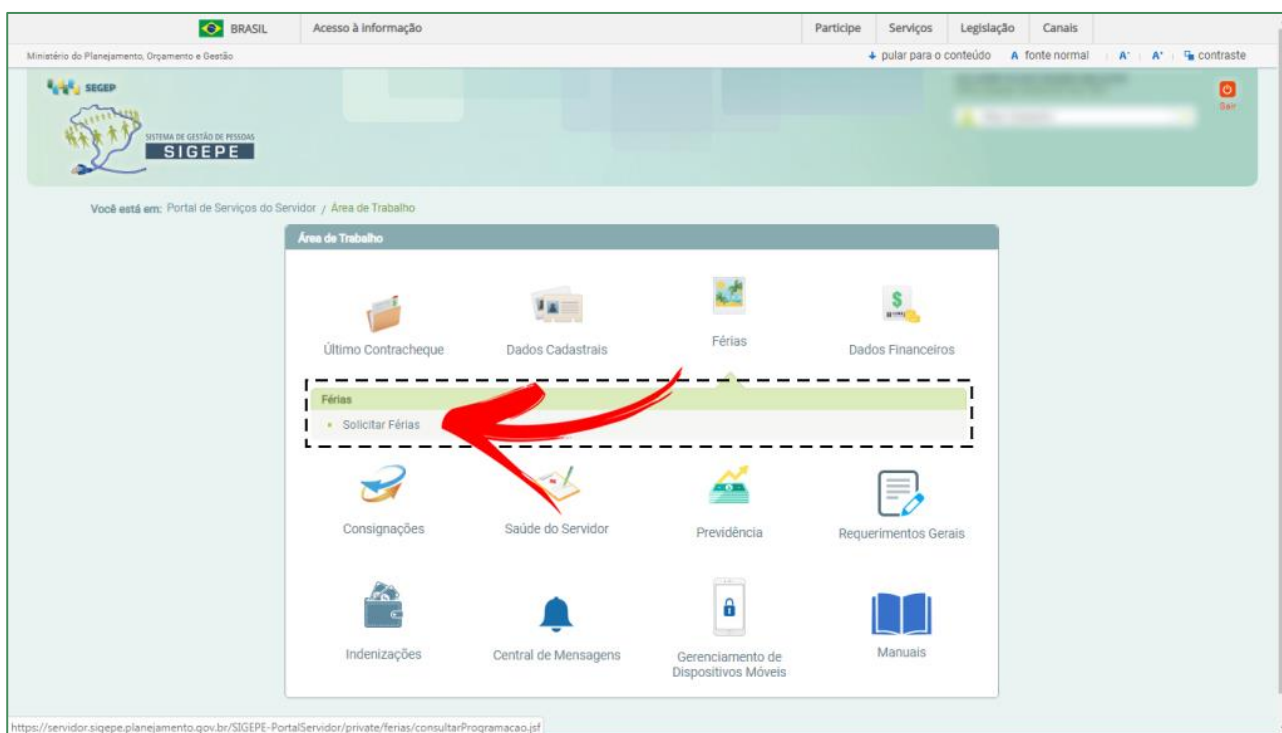 BRASIL Acesso à informação Participe Serviços Legislação Canais
Ministério do Planejamento, Orçamento e Gestão pular para o conteúdo A fonte normal A- A+ contraste
SEGEP
SISTEMA DE GESTÃO DE PESSOAS
SIGEPE
Sair
Você está em: Portal de Serviços do Servidor / Área de Trabalho
Área de Trabalho
Último Contracheque Dados Cadastrais Férias Dados Financeiros
Férias
Solicitar Férias
Consignações Saúde do Servidor Previdência Requerimentos Gerais
Indenizações Central de Mensagens Gerenciamento de Dispositivos Móveis Manuais
https://servidor.sigepe.planejamento.gov.br/SIGEPE-PortalServidor/private/ferias/consultarProgramacao.jsf